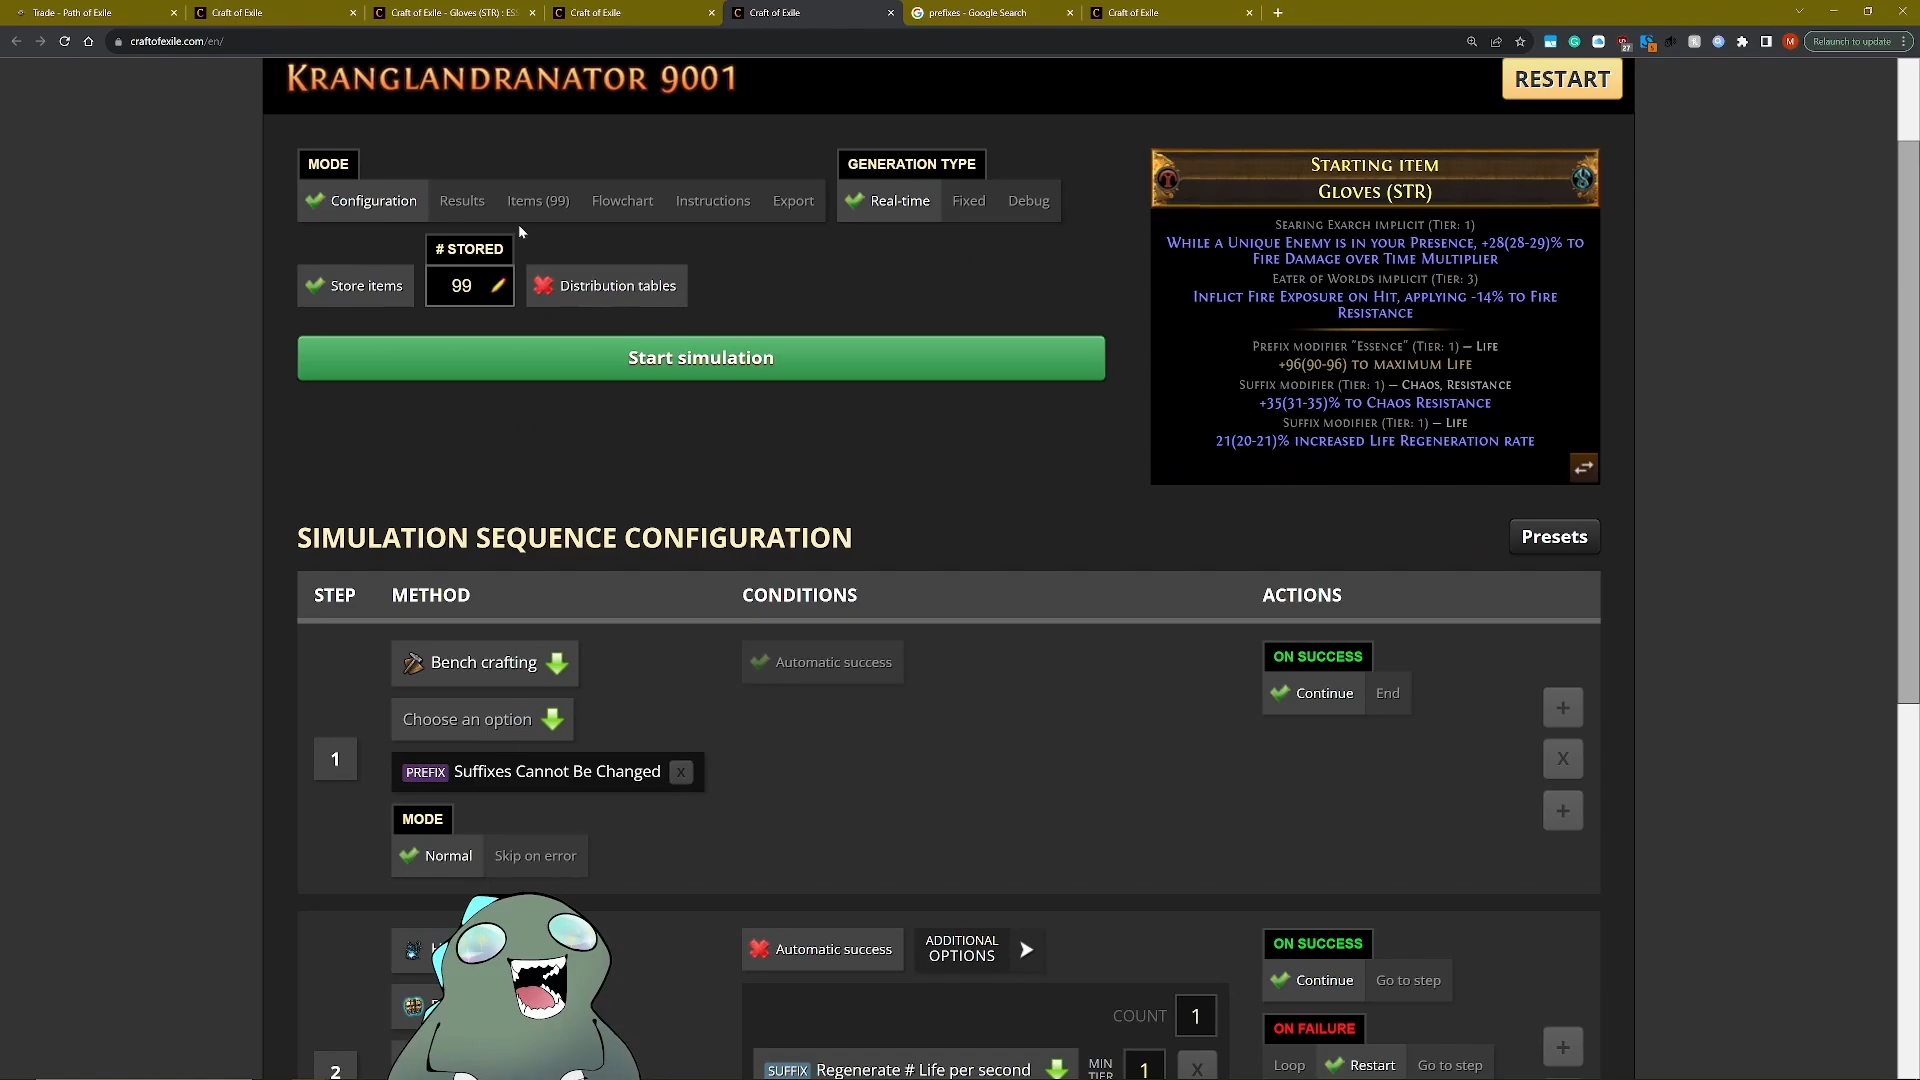 Trade - Path of Exile
Craft of Exile
Craft of Exile - Gloves (STR) : ESS
Craft of Exile
Craft of Exile
prefixes - Google Search
Craft of Exile
craftofexile.com/en/
27
M
Relaunch to update
KRANGLANDRANATOR 9001
RESTART
MODE
Configuration
Results
Items (99)
Flowchart
Instructions
Export
GENERATION TYPE
Real-time
Fixed
Debug
# STORED
Store items
99
Distribution tables
Start simulation
STARTING ITEM
GLOVES (STR)
SEARING EXARCH IMPLICIT (TIER: 1)
WHILE A UNIQUE ENEMY IS IN YOUR PRESENCE, +28(28-29)% TO
FIRE DAMAGE OVER TIME MULTIPLIER
EATER OF WORLDS IMPLICIT (TIER: 3)
INFLICT FIRE EXPOSURE ON HIT, APPLYING -14% TO FIRE
RESISTANCE
PREFIX MODIFIER "ESSENCE" (TIER: 1) — LIFE
+96(90-96) TO MAXIMUM LIFE
SUFFIX MODIFIER (TIER: 1) — CHAOS, RESISTANCE
+35(31-35)% TO CHAOS RESISTANCE
SUFFIX MODIFIER (TIER: 1) — LIFE
21(20-21)% INCREASED LIFE REGENERATION RATE
SIMULATION SEQUENCE CONFIGURATION
Presets
STEP
METHOD
CONDITIONS
ACTIONS
1
Bench crafting
Choose an option
PREFIX Suffixes Cannot Be Changed X
MODE
Normal
Skip on error
Automatic success
ON SUCCESS
Continue
End
+
X
+
2
Automatic success
ADDITIONAL
OPTIONS
COUNT 1
SUFFIX Regenerate # Life per second
MIN
TIER
1
X
ON SUCCESS
Continue
Go to step
ON FAILURE
Loop
Restart
Go to step
+